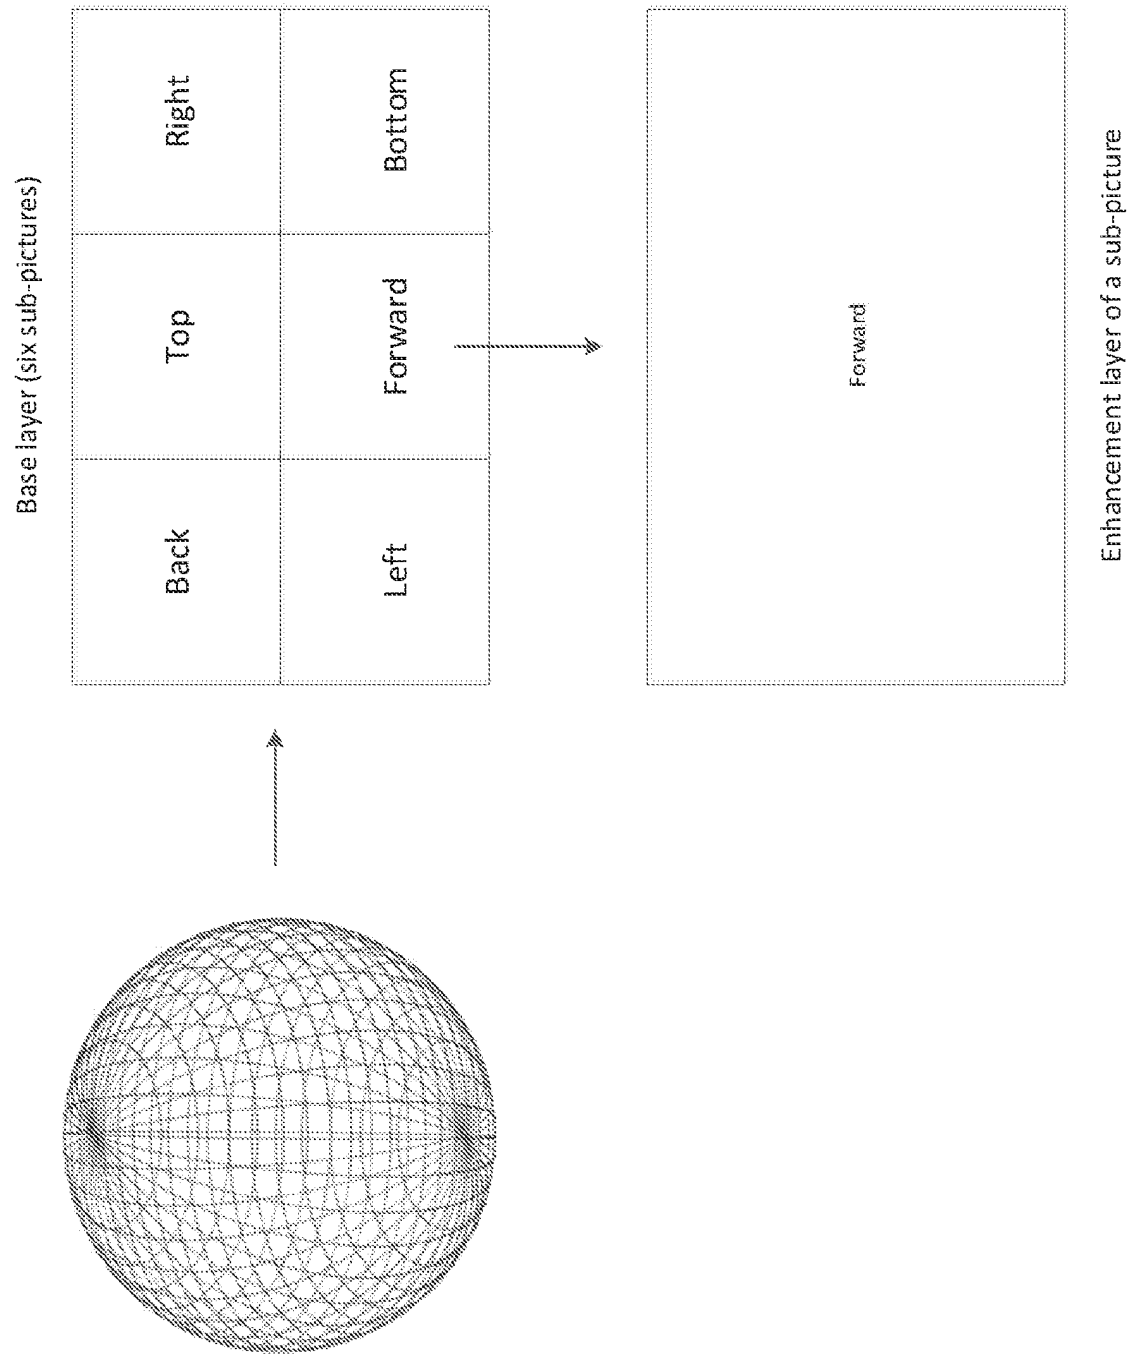 Base layer (six sub-pictures)
Back
Top
Right
Left
Forward
Bottom
Forward
Enhancement layer of a sub-picture